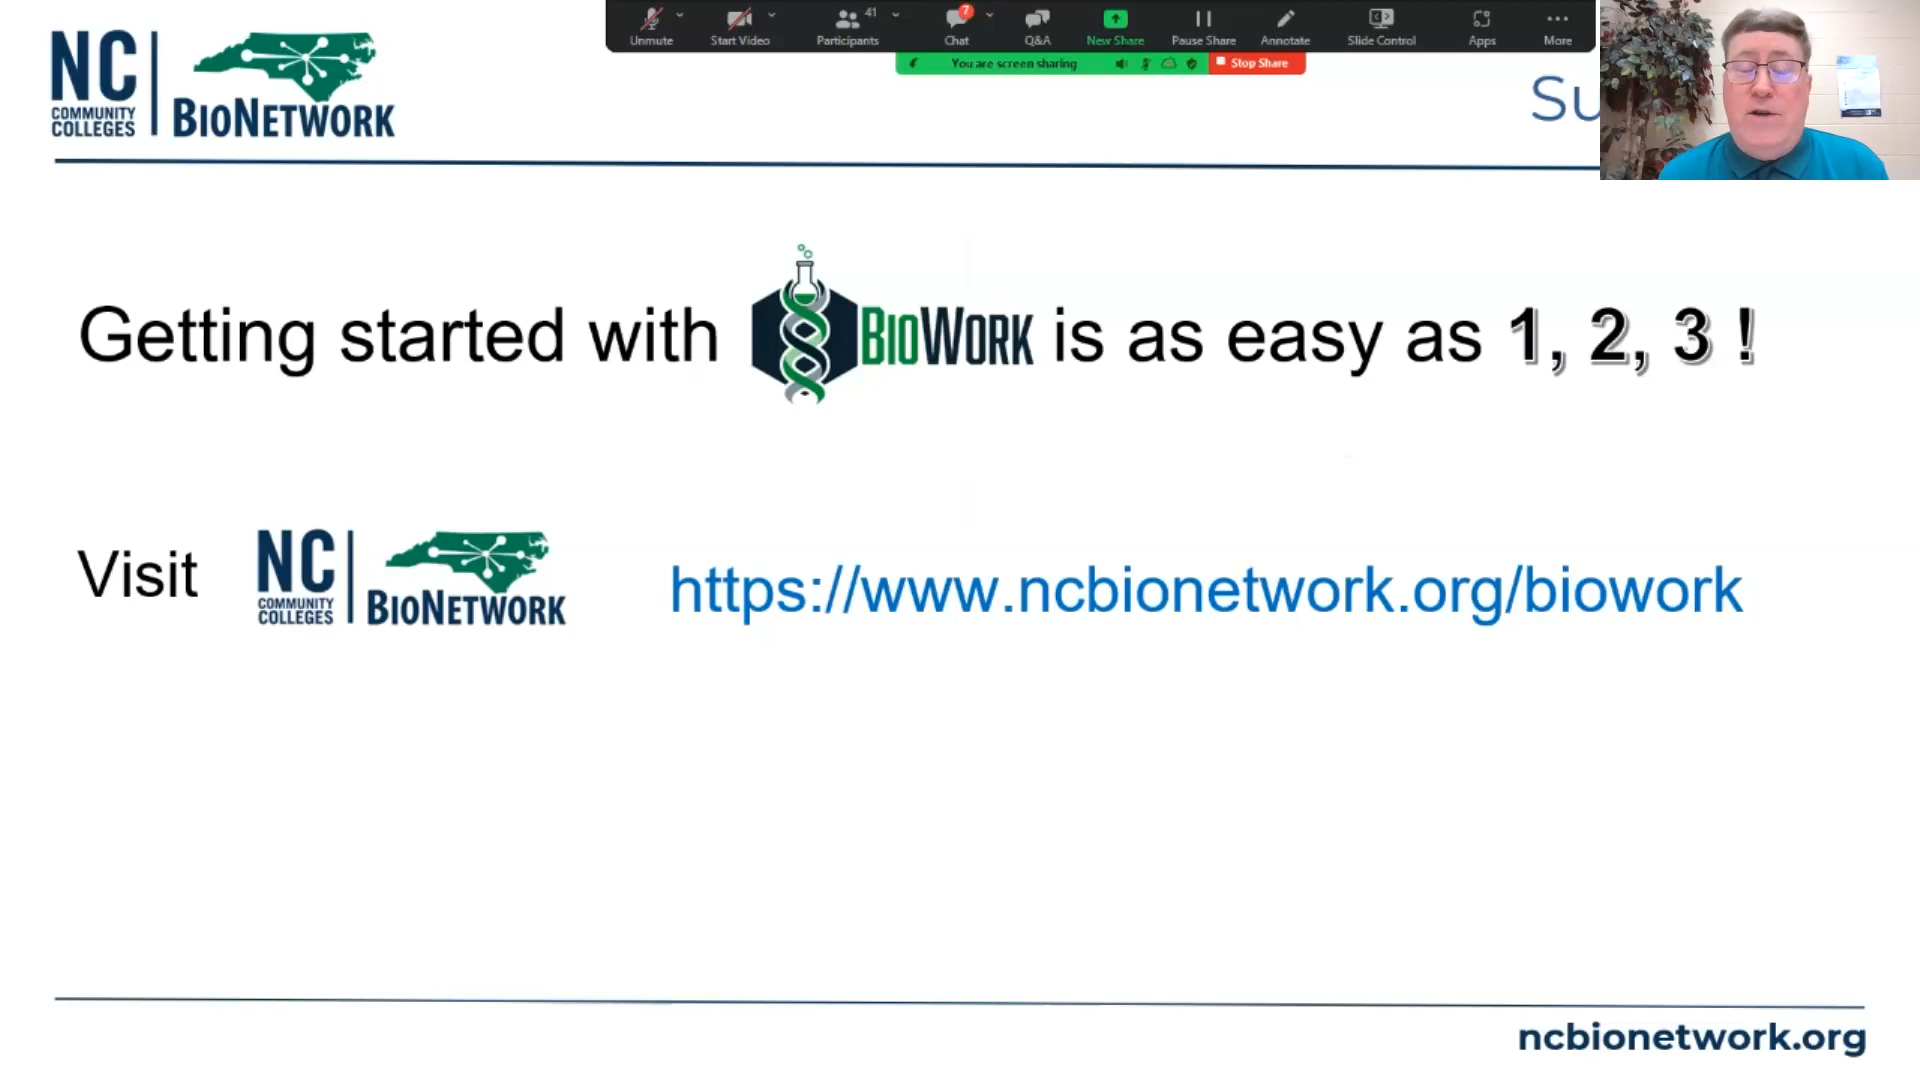 Unmute Start Video Participants 41 Chat 7 Q&A New Share Pause Share Annotate Slide Control Apps More
You are screen sharing Stop Share
NC
COMMUNITY
COLLEGES
BIONETWORK
Getting started with BIOWORK is as easy as 1, 2, 3 !
Visit
NC
COMMUNITY
COLLEGES
BIONETWORK
https://www.ncbionetwork.org/biowork
ncbionetwork.org